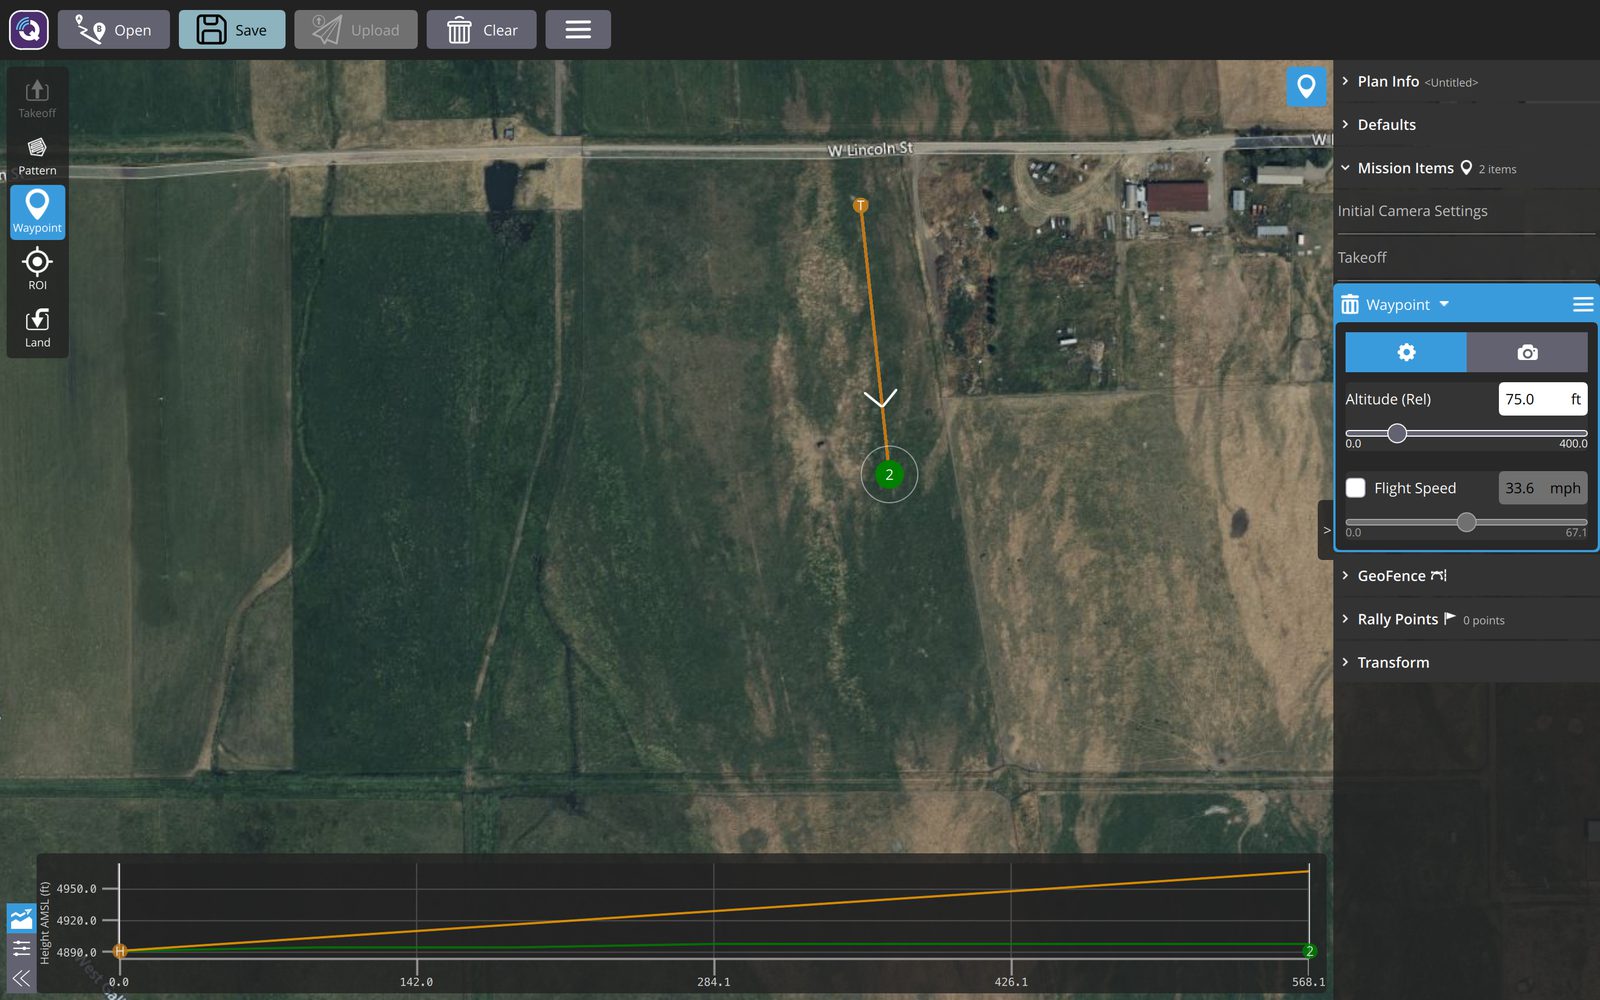 Open
Save
Upload
Clear
Takeoff
Pattern
Waypoint
ROI
Land
W Lincoln St
W
T
2
Plan Info <Untitled>
Defaults
Mission Items 2 items
Initial Camera Settings
Takeoff
Waypoint
Altitude (Rel) 75.0 ft
0.0 400.0
Flight Speed 33.6 mph
0.0 67.1
>
GeoFence
Rally Points 0 points
Transform
Height AMSL (ft)
4950.0
4920.0
4890.0
H
2
0.0 142.0 284.1 426.1 568.1